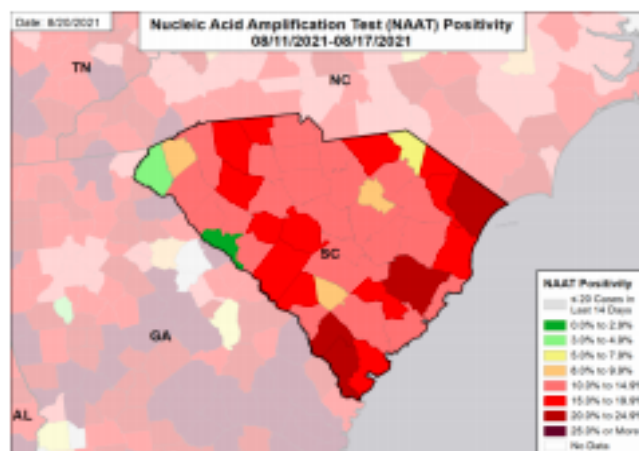 Date: 8/20/2021
Nucleic Acid Amplification Test (NAAT) Positivity
08/11/2021-08/17/2021
TN
NC
SC
GA
AL
NAAT Positivity
≤ 20 Cases in
Last 14 Days
0.0% to 2.9%
3.0% to 4.9%
5.0% to 7.9%
8.0% to 9.9%
10.0% to 14.9%
15.0% to 19.9%
20.0% to 24.9%
25.0% or More
No Data